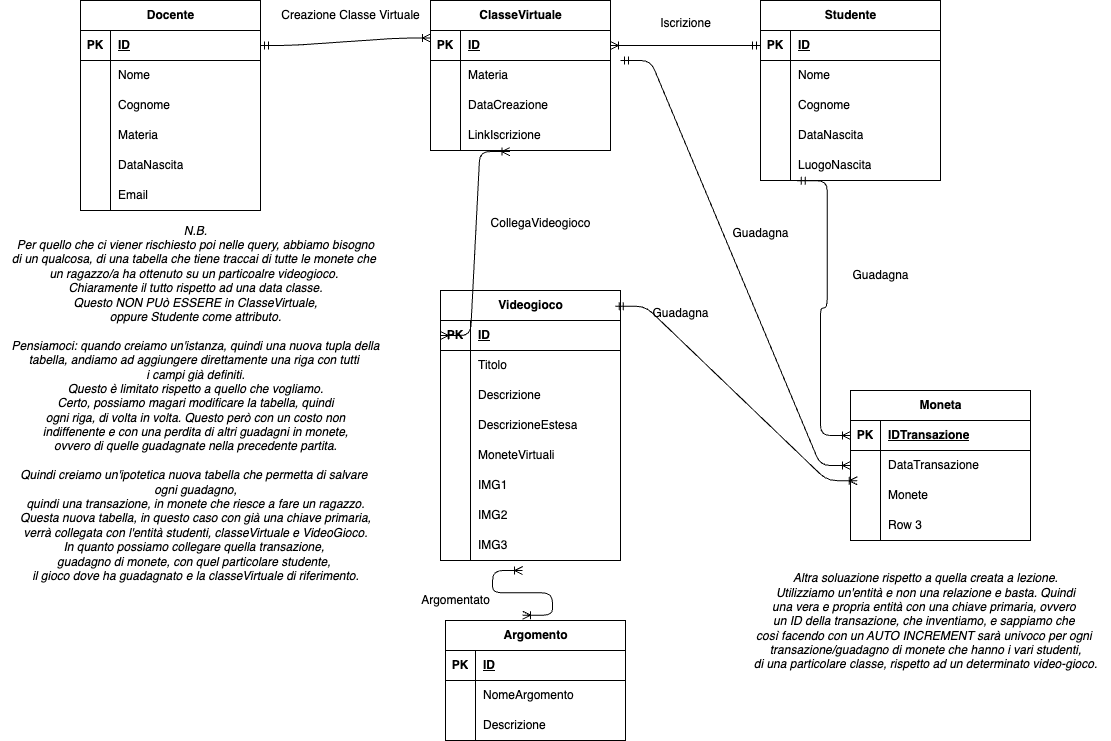 Docente
PK ID
Nome
Cognome
Materia
DataNascita
Email
Creazione Classe Virtuale
ClasseVirtuale
PK ID
Materia
DataCreazione
LinkIscrizione
Iscrizione
Studente
PK ID
Nome
Cognome
DataNascita
LuogoNascita
CollegaVideogioco
Guadagna
Guadagna
Guadagna
N.B.
Per quello che ci viener rischiesto poi nelle query, abbiamo bisogno
di un qualcosa, di una tabella che tiene traccai di tutte le monete che
un ragazzo/a ha ottenuto su un particoalre videogioco.
Chiaramente il tutto rispetto ad una data classe.
Questo NON PUò ESSERE in ClasseVirtuale,
oppure Studente come attributo.
Pensiamoci: quando creiamo un'istanza, quindi una nuova tupla della
tabella, andiamo ad aggiungere direttamente una riga con tutti
i campi già definiti.
Questo è limitato rispetto a quello che vogliamo.
Certo, possiamo magari modificare la tabella, quindi
ogni riga, di volta in volta. Questo però con un costo non
indiffenente e con una perdita di altri guadagni in monete,
ovvero di quelle guadagnate nella precedente partita.
Quindi creiamo un'ipotetica nuova tabella che permetta di salvare
ogni guadagno,
quindi una transazione, in monete che riesce a fare un ragazzo.
Questa nuova tabella, in questo caso con già una chiave primaria,
verrà collegata con l'entità studenti, classeVirtuale e VideoGioco.
In quanto possiamo collegare quella transazione,
guadagno di monete, con quel particolare studente,
il gioco dove ha guadagnato e la classeVirtuale di riferimento.
Videogioco
PK ID
Titolo
Descrizione
DescrizioneEstesa
MoneteVirtuali
IMG1
IMG2
IMG3
Moneta
PK IDTransazione
DataTransazione
Monete
Row 3
Argomentato
Argomento
PK ID
NomeArgomento
Descrizione
Altra soluazione rispetto a quella creata a lezione.
Utilizziamo un'entità e non una relazione e basta. Quindi
una vera e propria entità con una chiave primaria, ovvero
un ID della transazione, che inventiamo, e sappiamo che
così facendo con un AUTO INCREMENT sarà univoco per ogni
transazione/guadagno di monete che hanno i vari studenti,
di una particolare classe, rispetto ad un determinato video-gioco.